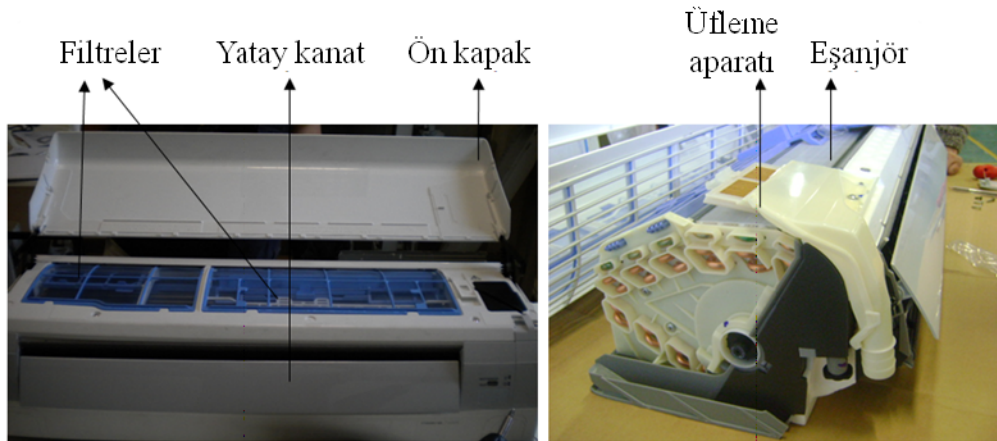 Filtreler
Yatay kanat
Ön kapak
Üfleme
aparatı
Eşanjör